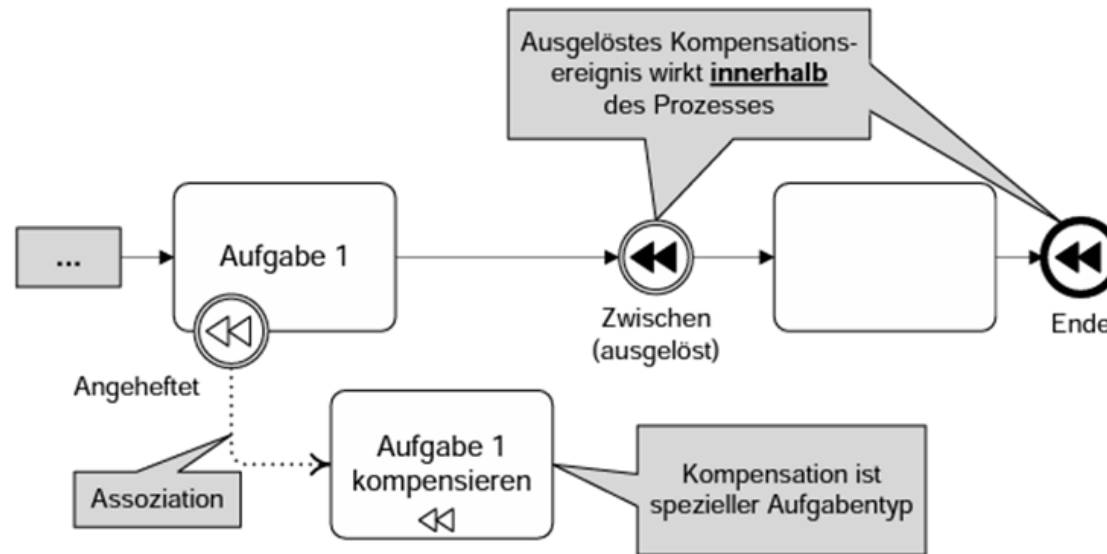 Ausgelöstes Kompensations-
ereignis wirkt innerhalb
des Prozesses
...
Aufgabe 1
Zwischen
(ausgelöst)
Ende
Angeheftet
Aufgabe 1
kompensieren
Assoziation
Kompensation ist
spezieller Aufgabentyp